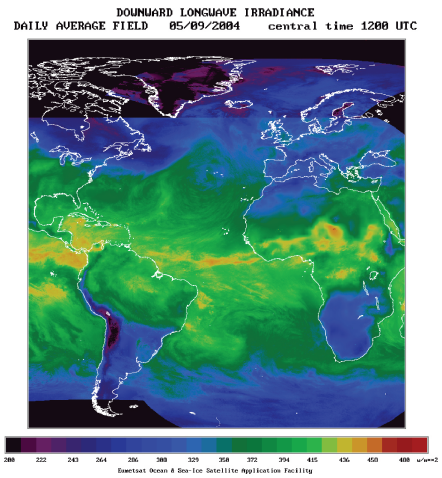 DOWNWARD LONGWAVE IRRADIANCE
DAILY AVERAGE FIELD 05/09/2004 central time 1200 UTC
200 222 243 264 286 308 329 350 372 394 415 436 458 480 w/m**2
Eumetsat Ocean & Sea-Ice Satellite Application Facility